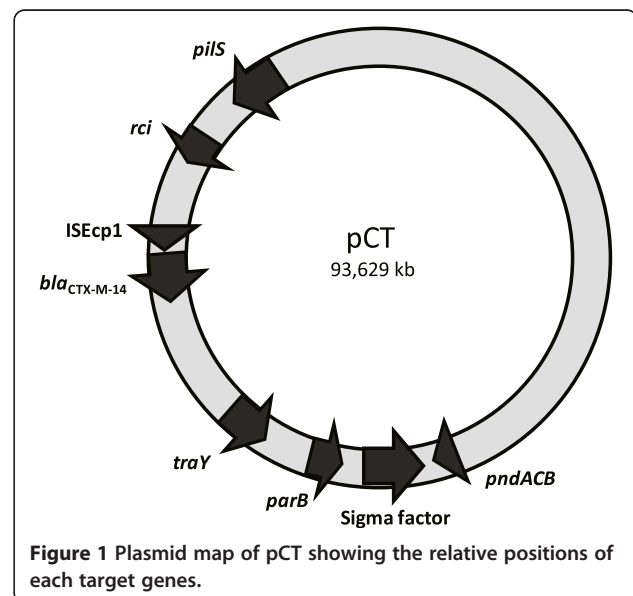 pilS
rci
ISEcp1
blaCTX-M-14
pCT
93,629 kb
traY
parB
Sigma factor
pndACB
Figure 1 Plasmid map of pCT showing the relative positions of
each target genes.